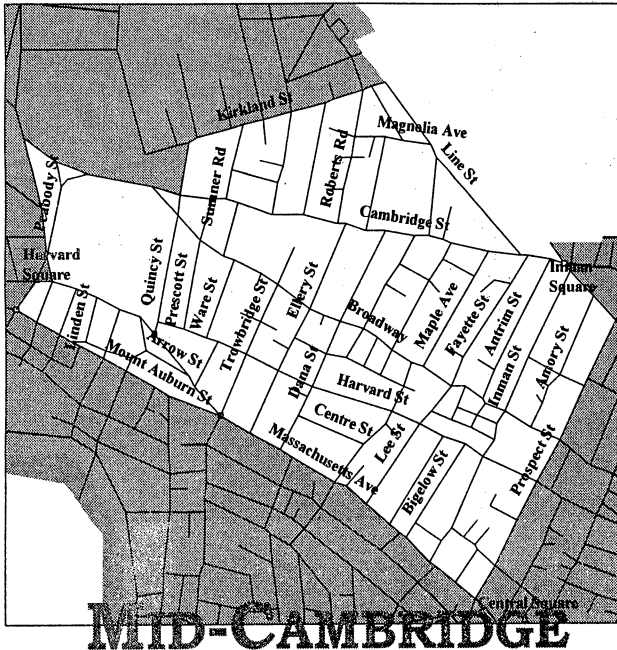 Kirkland St
Magnolia Ave
Line St
Roberts Rd
Sumner Rd
Peabody St
Cambridge St
Harvard
Square
Inman
Square
Quincy St
Prescott St
Ware St
Trowbridge St
Ellery St
Broadway
Maple Ave
Fayette St
Antrim St
Inman St
Amory St
Linden St
Arrow St
Mount Auburn St
Dana St
Harvard St
Centre St
Lee St
Massachusetts Ave
Bigelow St
Prospect St
Central Square
MID-CAMBRIDGE